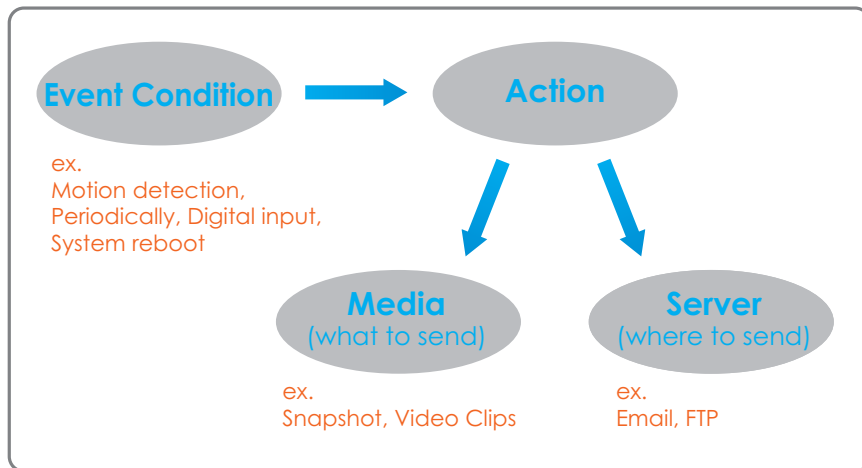 Event Condition
Action
ex.
Motion detection,
Periodically, Digital input,
System reboot
Media
(what to send)
Server
(where to send)
ex.
Snapshot, Video Clips
ex.
Email, FTP